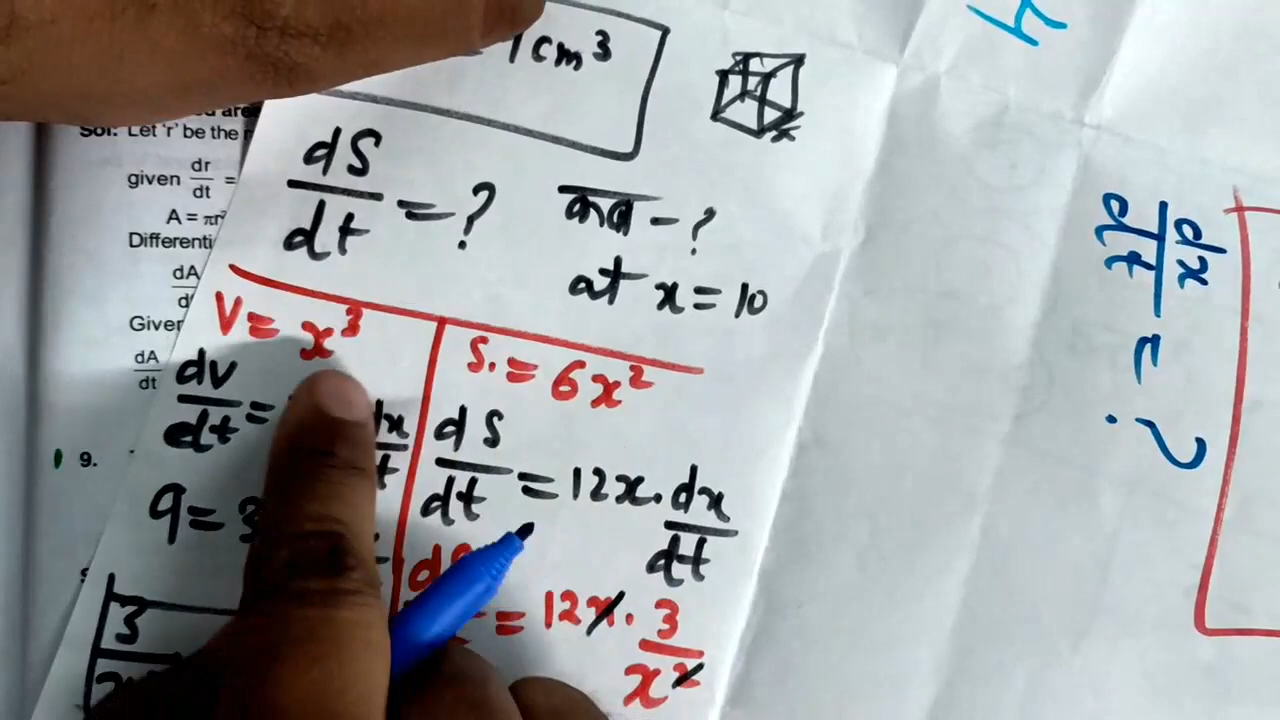 1cm³
Sol: Let 'r' be the
given dr/dt =
A = πr²
Differenti
dA
d
Given
dA/dt
9.
dS/dt = ?
at x = 10
V = x³
dv/dt =
9 = 3
3
S. = 6x²
dS/dt = 12x. dx/dt
= 12x. 3/x²
dx/dt = ?
4